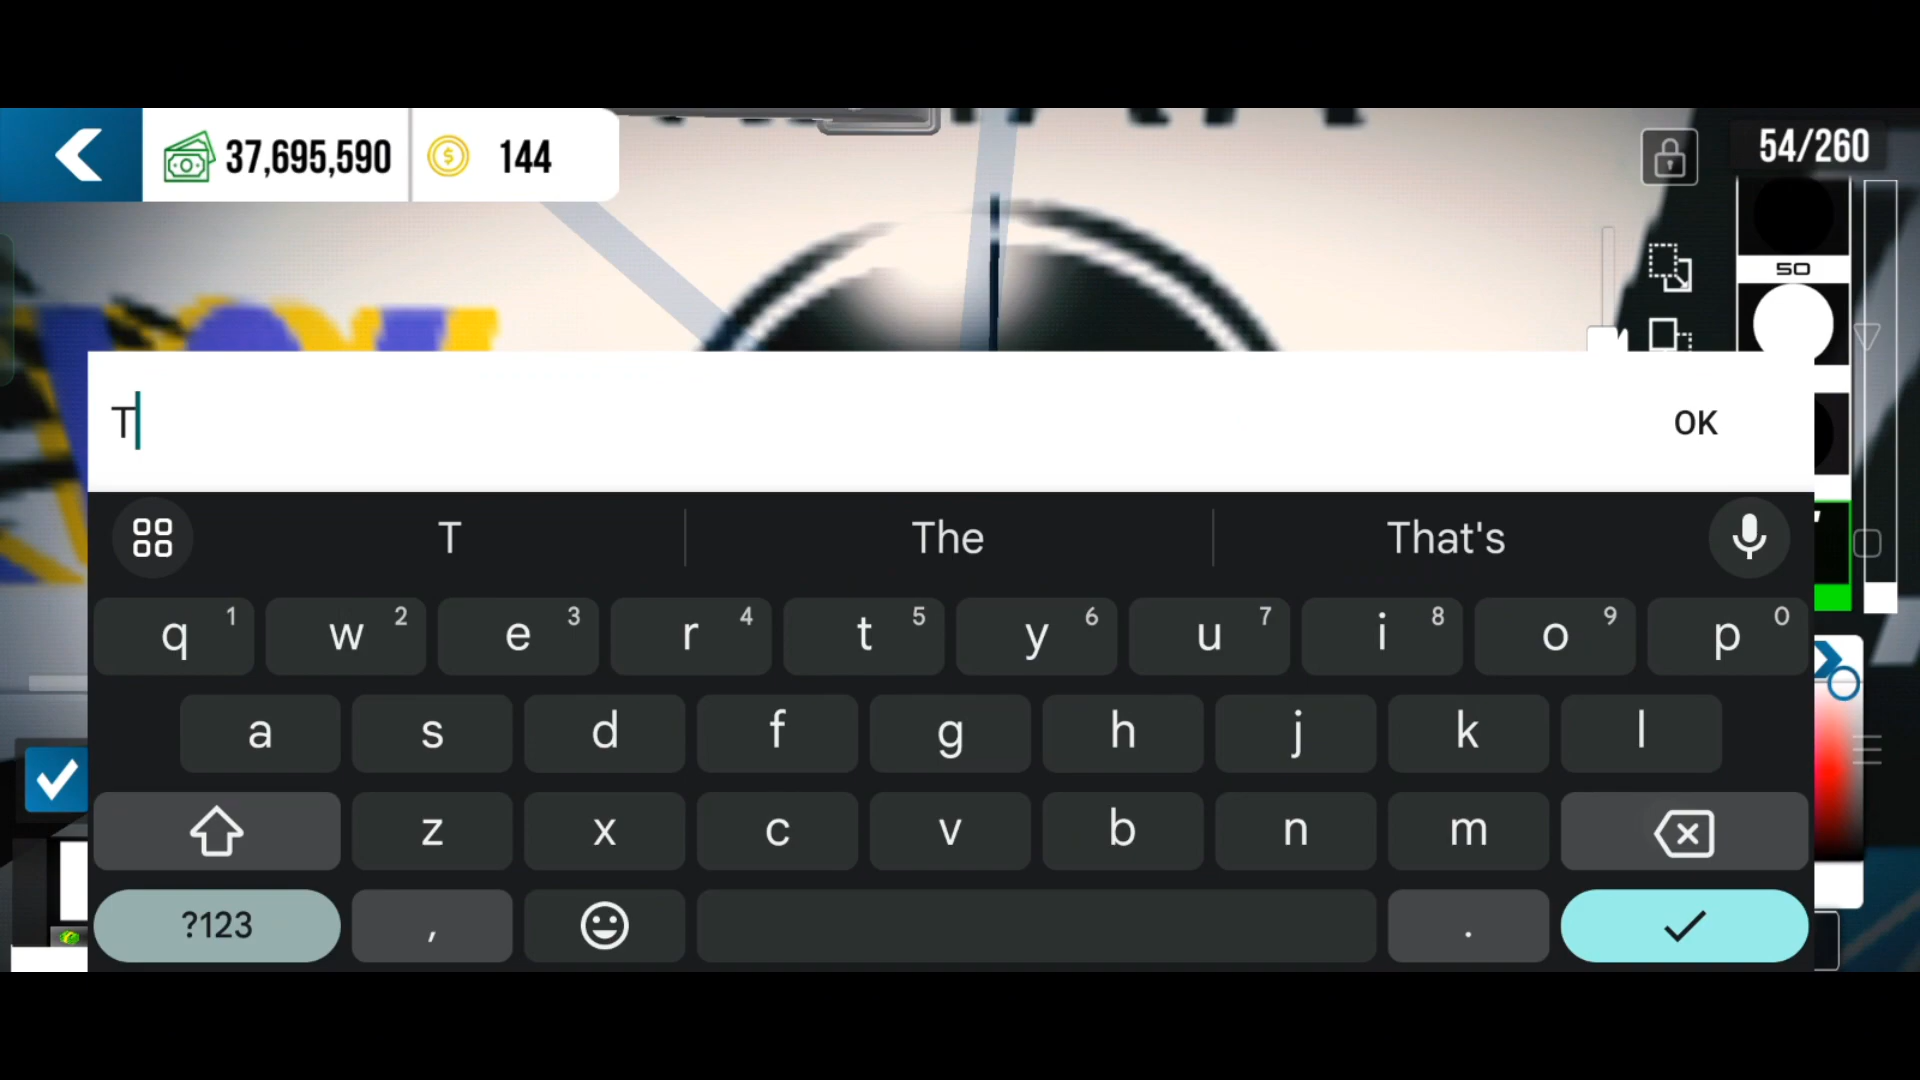 37,695,590 144 54/260
50
T OK
T The That's
q 1 w 2 e 3 r 4 t 5 y 6 u 7 i 8 o 9 p 0
a s d f g h j k l
z x c v b n m
?123 , .